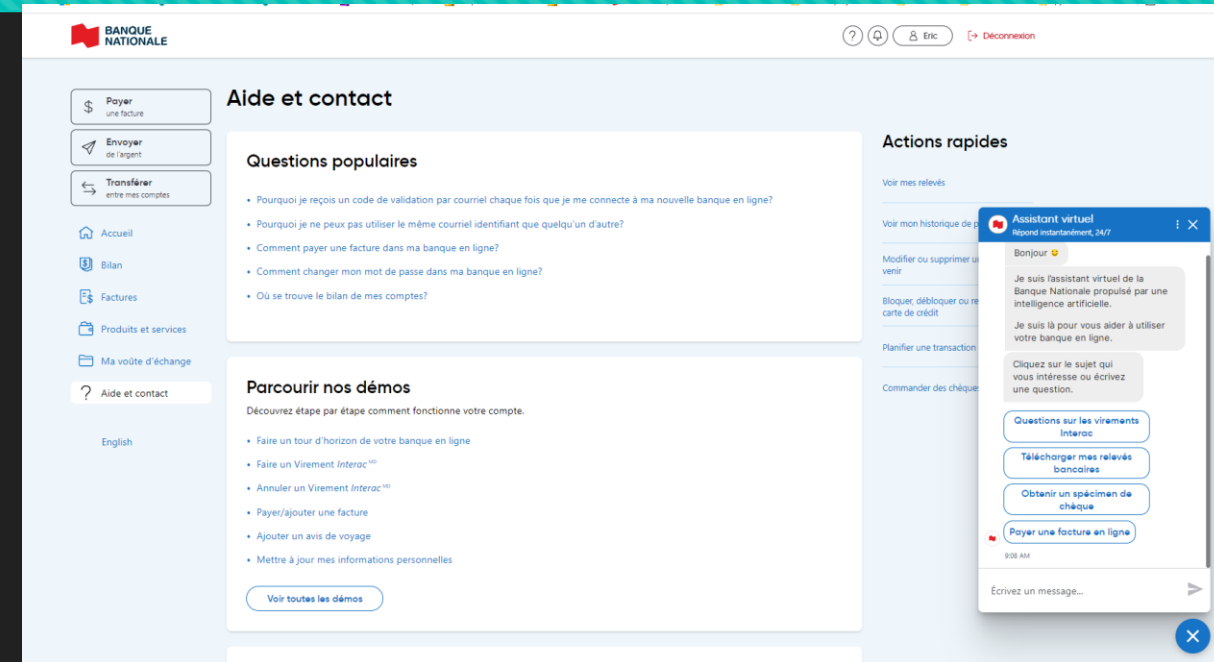 BANQUE
NATIONALE
?
Eric
Déconnexion
$
Payer
une facture
Envoyer
de l'argent
Transférer
entre mes comptes
Accueil
Bilan
Factures
Produits et services
Ma voûte d'échange
? Aide et contact
English
Aide et contact
Questions populaires
• Pourquoi je reçois un code de validation par courriel chaque fois que je me connecte à ma nouvelle banque en ligne?
• Pourquoi je ne peux pas utiliser le même courriel identifiant que quelqu'un d'autre?
• Comment payer une facture dans ma banque en ligne?
• Comment changer mon mot de passe dans ma banque en ligne?
• Où se trouve le bilan de mes comptes?
Parcourir nos démos
Découvrez étape par étape comment fonctionne votre compte.
• Faire un tour d'horizon de votre banque en ligne
• Faire un Virement Interac MD
• Annuler un Virement Interac MD
• Payer/ajouter une facture
• Ajouter un avis de voyage
• Mettre à jour mes informations personnelles
Voir toutes les démos
Actions rapides
Voir mes relevés
Voir mon historique de p
Modifier ou supprimer u
venir
Bloquer, débloquer ou re
carte de crédit
Planifier une transaction
Commander des chèques
Assistant virtuel
Répond instantanément, 24/7
Bonjour 😀
Je suis l'assistant virtuel de la
Banque Nationale propulsé par une
intelligence artificielle.
Je suis là pour vous aider à utiliser
votre banque en ligne.
Cliquez sur le sujet qui
vous intéresse ou écrivez
une question.
Questions sur les virements
Interac
Télécharger mes relevés
bancaires
Obtenir un spécimen de
chèque
Payer une facture en ligne
9:08 AM
Écrivez un message...